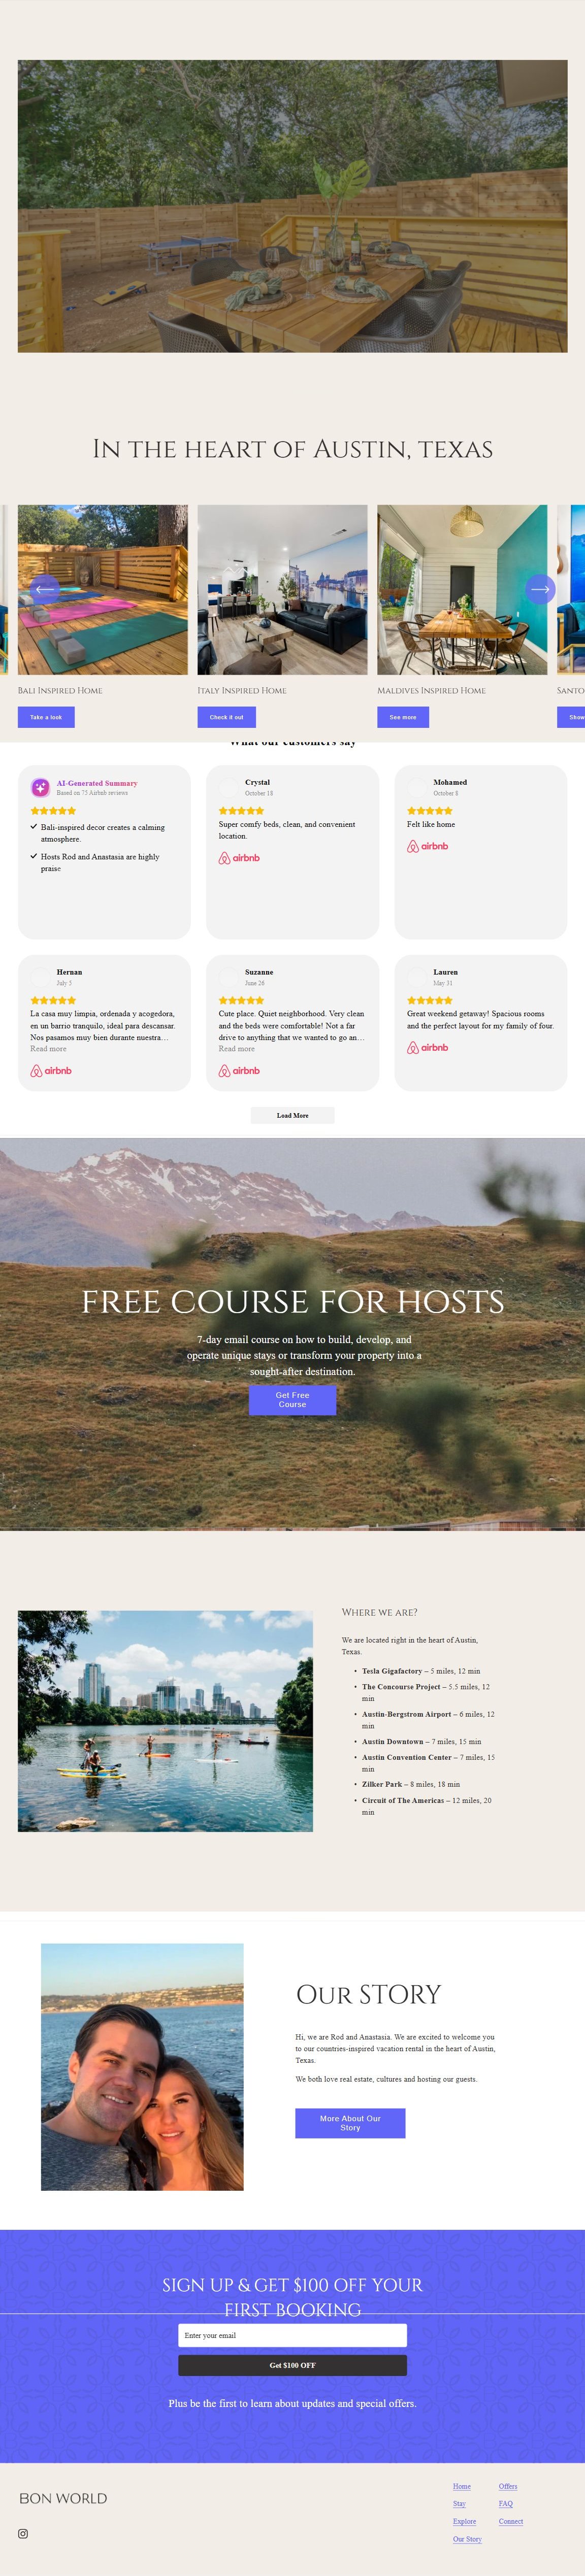 In the heart of Austin, texas
Bali Inspired Home
Italy Inspired Home
Maldives Inspired Home
Santo
Take a look
Check it out
See more
Show
What our customers say
AI-Generated Summary
Based on 75 Airbnb reviews
Bali-inspired decor creates a calming
atmosphere.
Hosts Rod and Anastasia are highly
praise
Crystal
October 18
Super comfy beds, clean, and convenient
location.
airbnb
Mohamed
October 8
Felt like home
airbnb
Hernan
July 5
La casa muy limpia, ordenada y acogedora,
en un barrio tranquilo, ideal para descansar.
Nos pasamos muy bien durante nuestra…
Read more
airbnb
Suzanne
June 26
Cute place. Quiet neighborhood. Very clean
and the beds were comfortable! Not a far
drive to anything that we wanted to go an…
Read more
airbnb
Lauren
May 31
Great weekend getaway! Spacious rooms
and the perfect layout for my family of four.
airbnb
Load More
FREE COURSE FOR HOSTS
7-day email course on how to build, develop, and
operate unique stays or transform your property into a
sought-after destination.
Get Free
Course
Where we are?
We are located right in the heart of Austin,
Texas.
• Tesla Gigafactory – 5 miles, 12 min
• The Concourse Project – 5.5 miles, 12
min
• Austin-Bergstrom Airport – 6 miles, 12
min
• Austin Downtown – 7 miles, 15 min
• Austin Convention Center – 7 miles, 15
min
• Zilker Park – 8 miles, 18 min
• Circuit of The Americas – 12 miles, 20
min
Our STORY
Hi, we are Rod and Anastasia. We are excited to welcome you
to our countries-inspired vacation rental in the heart of Austin,
Texas.
We both love real estate, cultures and hosting our guests.
More About Our
Story
SIGN UP & GET $100 OFF YOUR
FIRST BOOKING
Enter your email
Get $100 OFF
Plus be the first to learn about updates and special offers.
BON WORLD
Home
Stay
Explore
Our Story
Offers
FAQ
Connect